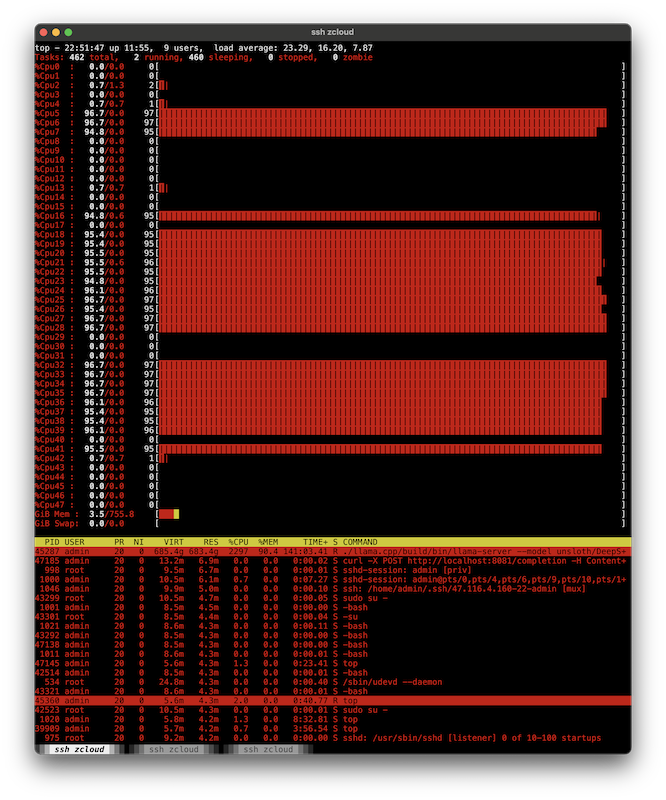 ssh zcloud
top - 22:51:47 up 11:55,  9 users,  load average: 23.29, 16.20, 7.87
Tasks: 462 total,   2 running, 460 sleeping,   0 stopped,   0 zombie
%Cpu0  :   0.0/0.0     0[ ]
%Cpu1  :   0.0/0.0     0[ ]
%Cpu2  :   0.7/1.3     2[ ]
%Cpu3  :   0.0/0.0     0[ ]
%Cpu4  :   0.7/0.7     1[ ]
%Cpu5  :  96.7/0.0    97[ ]
%Cpu6  :  96.7/0.0    97[ ]
%Cpu7  :  94.8/0.0    95[ ]
%Cpu8  :   0.0/0.0     0[ ]
%Cpu9  :   0.0/0.0     0[ ]
%Cpu10 :   0.0/0.0     0[ ]
%Cpu11 :   0.0/0.0     0[ ]
%Cpu12 :   0.0/0.0     0[ ]
%Cpu13 :   0.7/0.7     1[ ]
%Cpu14 :   0.0/0.0     0[ ]
%Cpu15 :   0.0/0.0     0[ ]
%Cpu16 :  94.8/0.6    95[ ]
%Cpu17 :   0.0/0.0     0[ ]
%Cpu18 :  95.4/0.0    95[ ]
%Cpu19 :  95.4/0.0    95[ ]
%Cpu20 :  95.5/0.0    95[ ]
%Cpu21 :  95.5/0.6    96[ ]
%Cpu22 :  95.5/0.0    95[ ]
%Cpu23 :  94.8/0.0    95[ ]
%Cpu24 :  96.1/0.0    96[ ]
%Cpu25 :  96.7/0.0    97[ ]
%Cpu26 :  95.4/0.0    95[ ]
%Cpu27 :  96.7/0.0    97[ ]
%Cpu28 :  96.7/0.0    97[ ]
%Cpu29 :   0.0/0.0     0[ ]
%Cpu30 :   0.0/0.0     0[ ]
%Cpu31 :   0.0/0.0     0[ ]
%Cpu32 :  96.7/0.0    97[ ]
%Cpu33 :  96.7/0.0    97[ ]
%Cpu34 :  96.7/0.0    97[ ]
%Cpu35 :  96.7/0.0    97[ ]
%Cpu36 :  96.1/0.0    96[ ]
%Cpu37 :  95.4/0.0    95[ ]
%Cpu38 :  95.4/0.0    95[ ]
%Cpu39 :  96.1/0.0    96[ ]
%Cpu40 :   0.0/0.0     0[ ]
%Cpu41 :  95.5/0.0    95[ ]
%Cpu42 :   0.7/0.7     1[ ]
%Cpu43 :   0.0/0.0     0[ ]
%Cpu44 :   0.0/0.0     0[ ]
%Cpu45 :   0.0/0.0     0[ ]
%Cpu46 :   0.0/0.0     0[ ]
%Cpu47 :   0.0/0.0     0[ ]
GiB Mem :  3.5/755.8   [ ]
GiB Swap:  0.0/0.0     [ ]
PID USER      PR  NI    VIRT    RES  %CPU  %MEM     TIME+ S COMMAND
45287 admin     20   0  685.4g 683.4g  2297  90.4 141:03.41 R ./llama.cpp/build/bin/llama-server --model unsloth/DeepS+
47185 admin     20   0   13.2m   6.9m   0.0   0.0   0:00.02 S curl -X POST http://localhost:8081/completion -H Content+
998 root      20   0    9.5m   6.7m   0.0   0.0   0:00.01 S sshd-session: admin [priv]
1000 admin     20   0   10.5m   6.1m   0.7   0.0   0:07.27 S sshd-session: admin@pts/0,pts/4,pts/6,pts/9,pts/10,pts/1+
1046 admin     20   0    9.9m   5.0m   0.0   0.0   0:00.10 S ssh: /home/admin/.ssh/47.116.4.160-22-admin [mux]
43299 root      20   0   10.5m   4.7m   0.0   0.0   0:00.05 S sudo su -
1001 admin     20   0    8.5m   4.5m   0.0   0.0   0:00.00 S -bash
43301 root      20   0    8.4m   4.4m   0.0   0.0   0:00.04 S -su
1021 admin     20   0    8.6m   4.3m   0.0   0.0   0:00.11 S -bash
43292 admin     20   0    8.5m   4.3m   0.0   0.0   0:00.00 S -bash
47138 admin     20   0    8.5m   4.3m   0.0   0.0   0:00.00 S -bash
1011 admin     20   0    8.6m   4.3m   0.0   0.0   0:00.01 S -bash
47145 admin     20   0    5.6m   4.3m   1.3   0.0   0:23.41 S top
42514 admin     20   0    8.5m   4.3m   0.0   0.0   0:00.01 S -bash
534 root      20   0   24.8m   4.3m   0.0   0.0   0:00.40 S /sbin/udevd --daemon
43321 admin     20   0    8.6m   4.3m   0.0   0.0   0:00.01 S -bash
45360 admin     20   0    5.6m   4.3m   2.0   0.0   0:40.77 R top
42523 root      20   0   10.5m   4.3m   0.0   0.0   0:00.01 S sudo su -
1020 admin     20   0    5.8m   4.2m   1.3   0.0   8:32.81 S top
39909 admin     20   0    5.7m   4.2m   0.7   0.0   3:56.54 S top
975 root      20   0    9.2m   4.2m   0.0   0.0   0:00.00 S sshd: /usr/sbin/sshd [listener] 0 of 10-100 startups
ssh zcloud ssh zcloud ssh zcloud